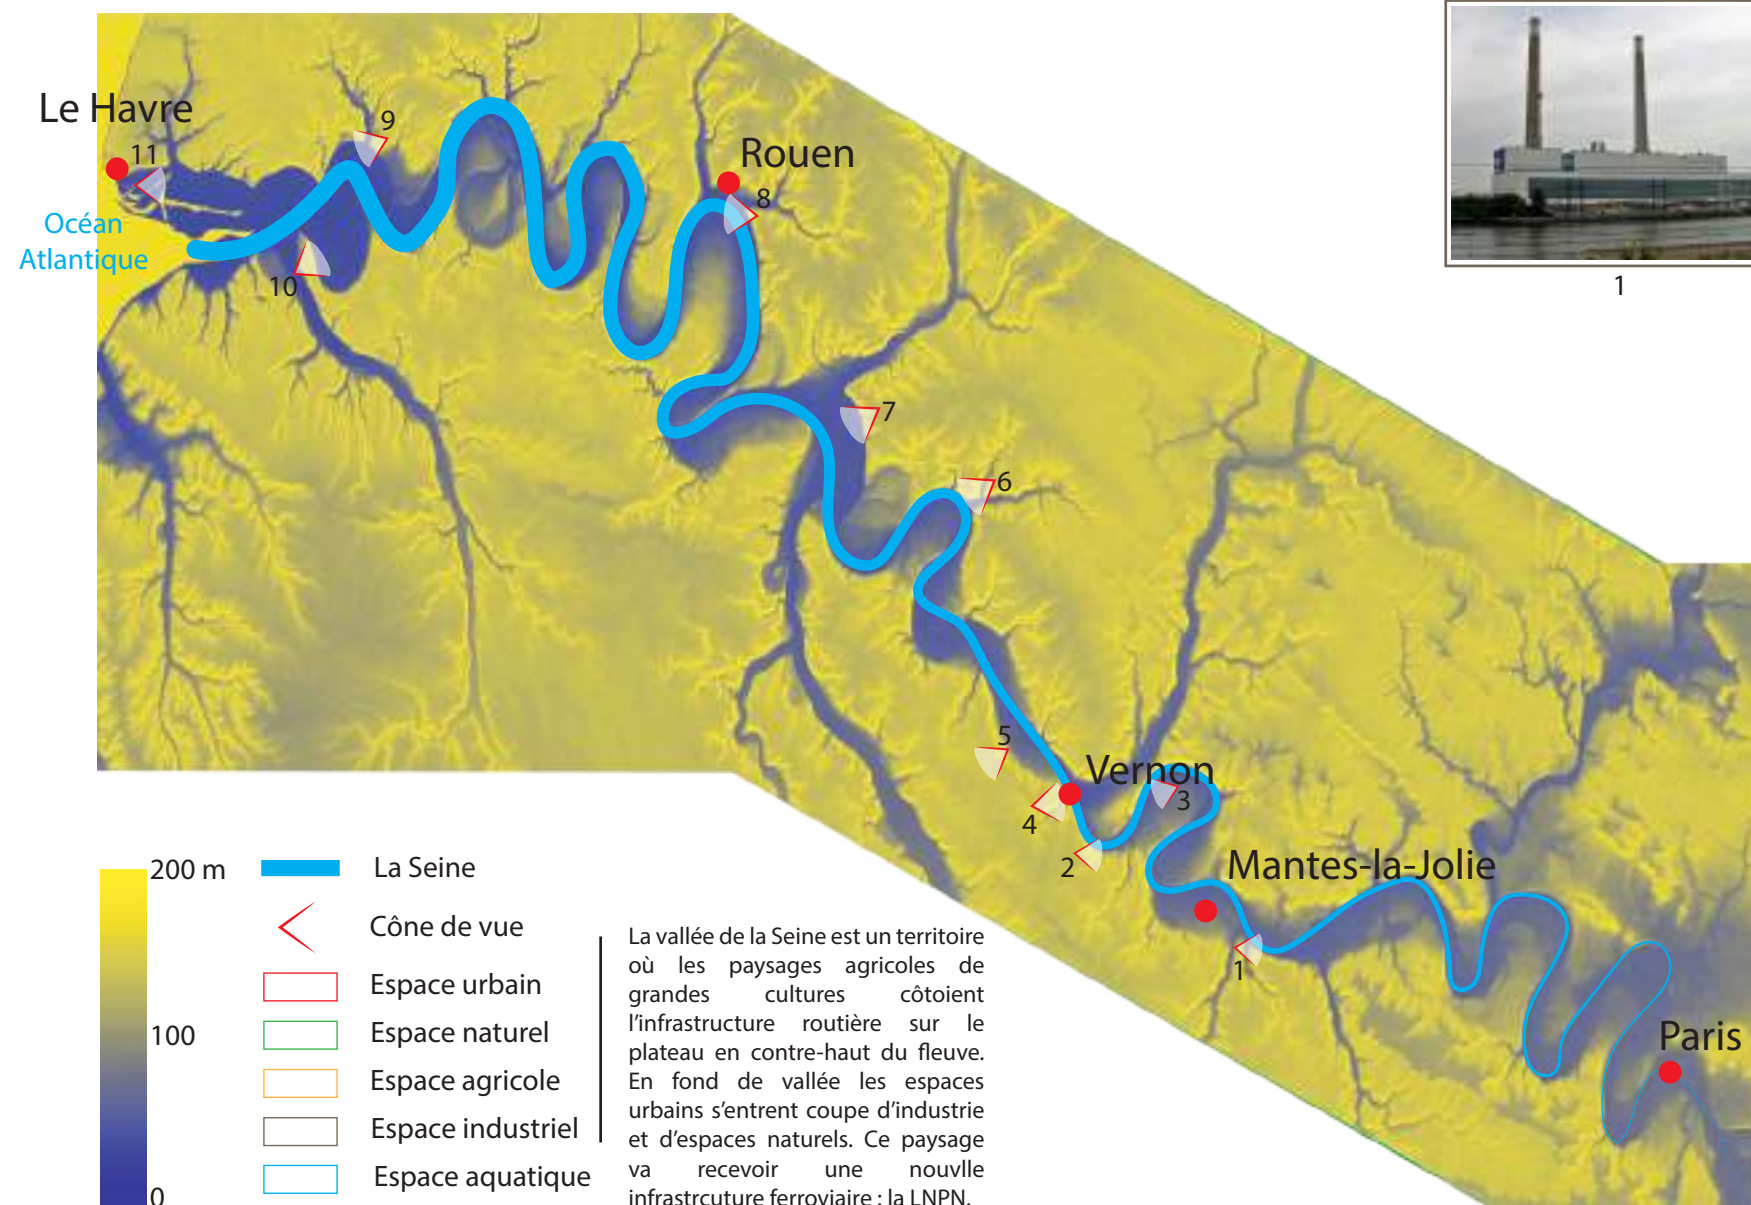 Le Havre
11
Océan
Atlantique
9
10
Rouen
8
7
6
5
Vernon
4
3
2
Mantes-la-Jolie
1
Paris
1
200 m
100
0
La Seine
Cône de vue
Espace urbain
Espace naturel
Espace agricole
Espace industriel
Espace aquatique
La vallée de la Seine est un territoire
où les paysages agricoles de
grandes cultures côtoient
l'infrastructure routière sur le
plateau en contre-haut du fleuve.
En fond de vallée les espaces
urbains s'entrent coupe d'industrie
et d'espaces naturels. Ce paysage
va recevoir une nouvlle
infrastrcuture ferroviaire : la LNPN.